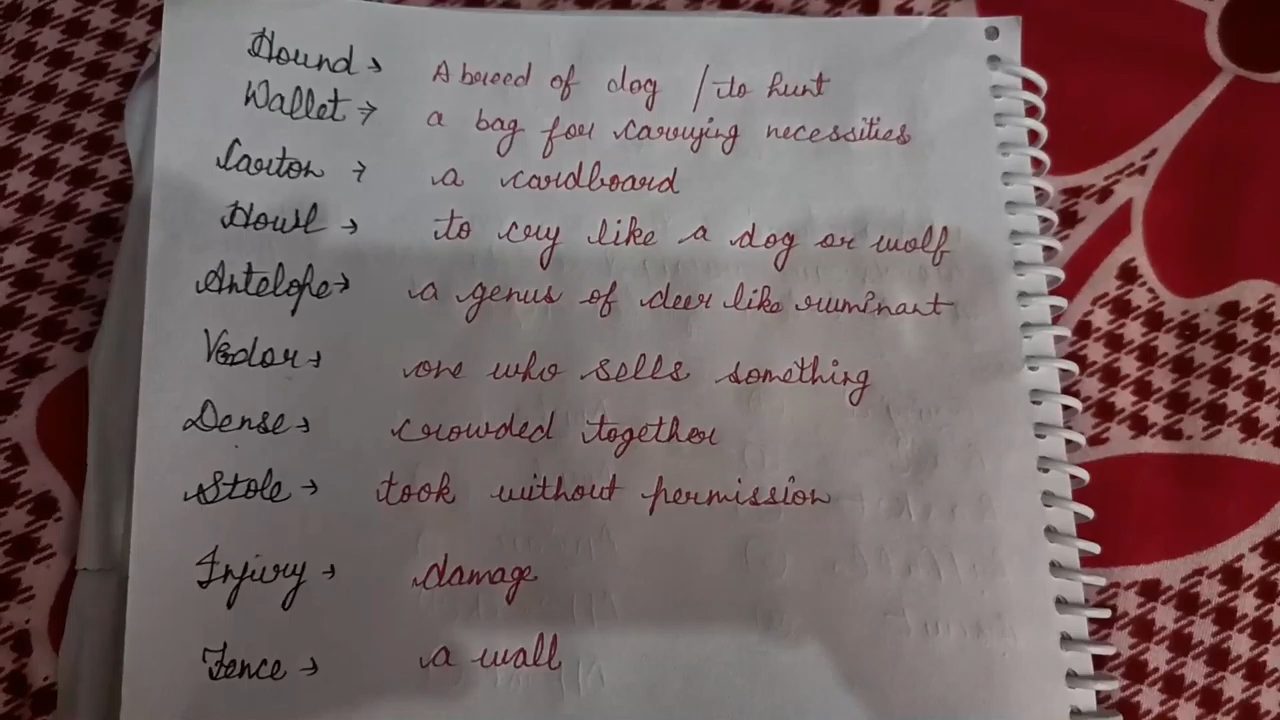 Hound → A breed of dog / to hunt
Wallet → a bag for carrying necessities
Carton → a cardboard
Howl → to cry like a dog or wolf
Antelope → a genus of deer like ruminant
Vendor → one who sells something
Dense → crowded together
Stole → took without permission
Injury → damage
Fence → a wall